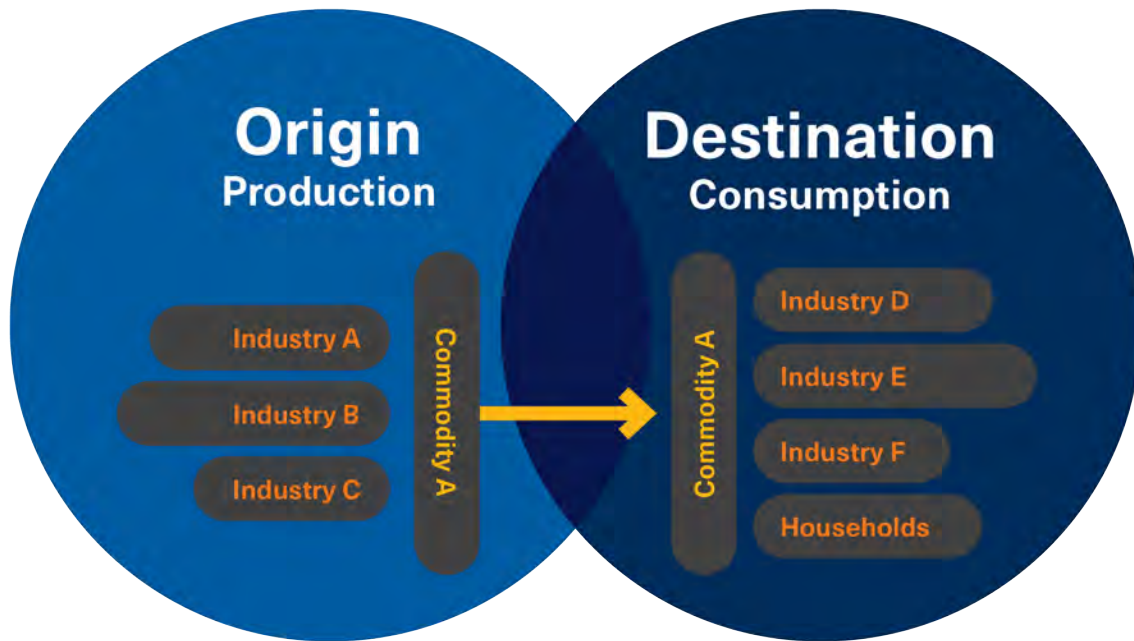 Origin
Production
Industry A
Industry B
Industry C
Commodity A
Destination
Consumption
Commodity A
Industry D
Industry E
Industry F
Households